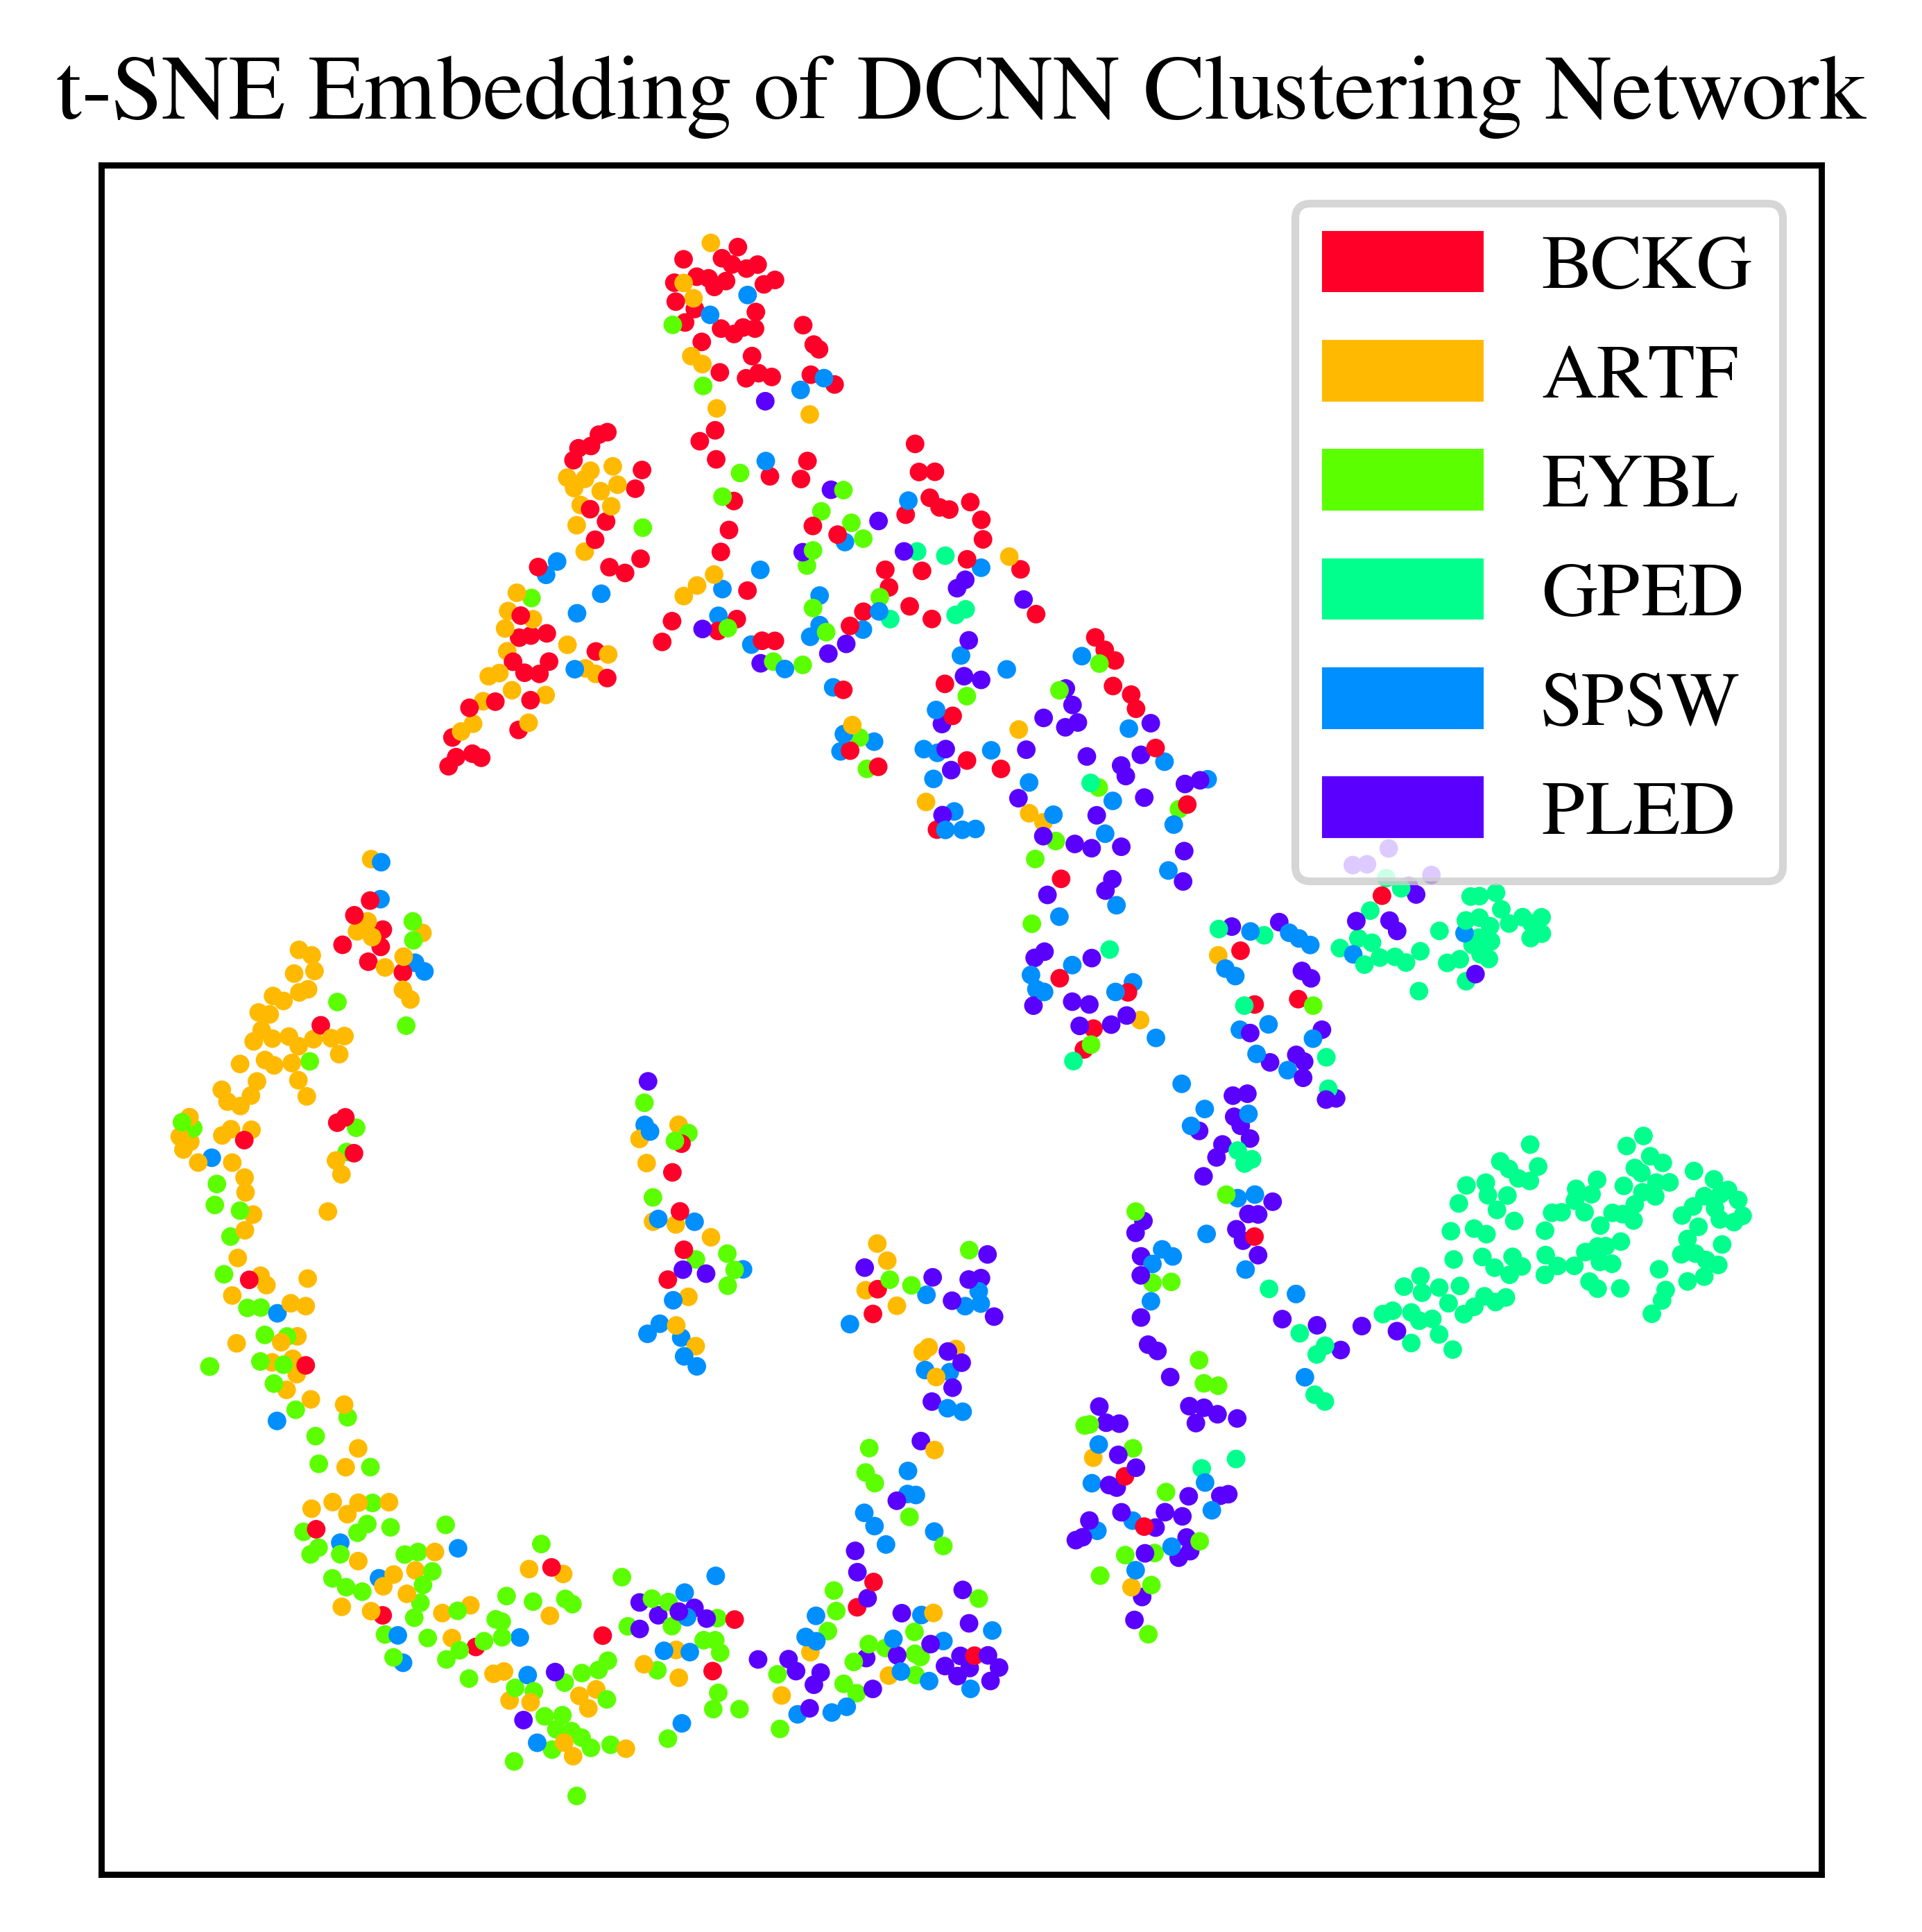 t-SNE Embedding of DCNN Clustering Network
BCKG
ARTF
EYBL
GPED
SPSW
PLED